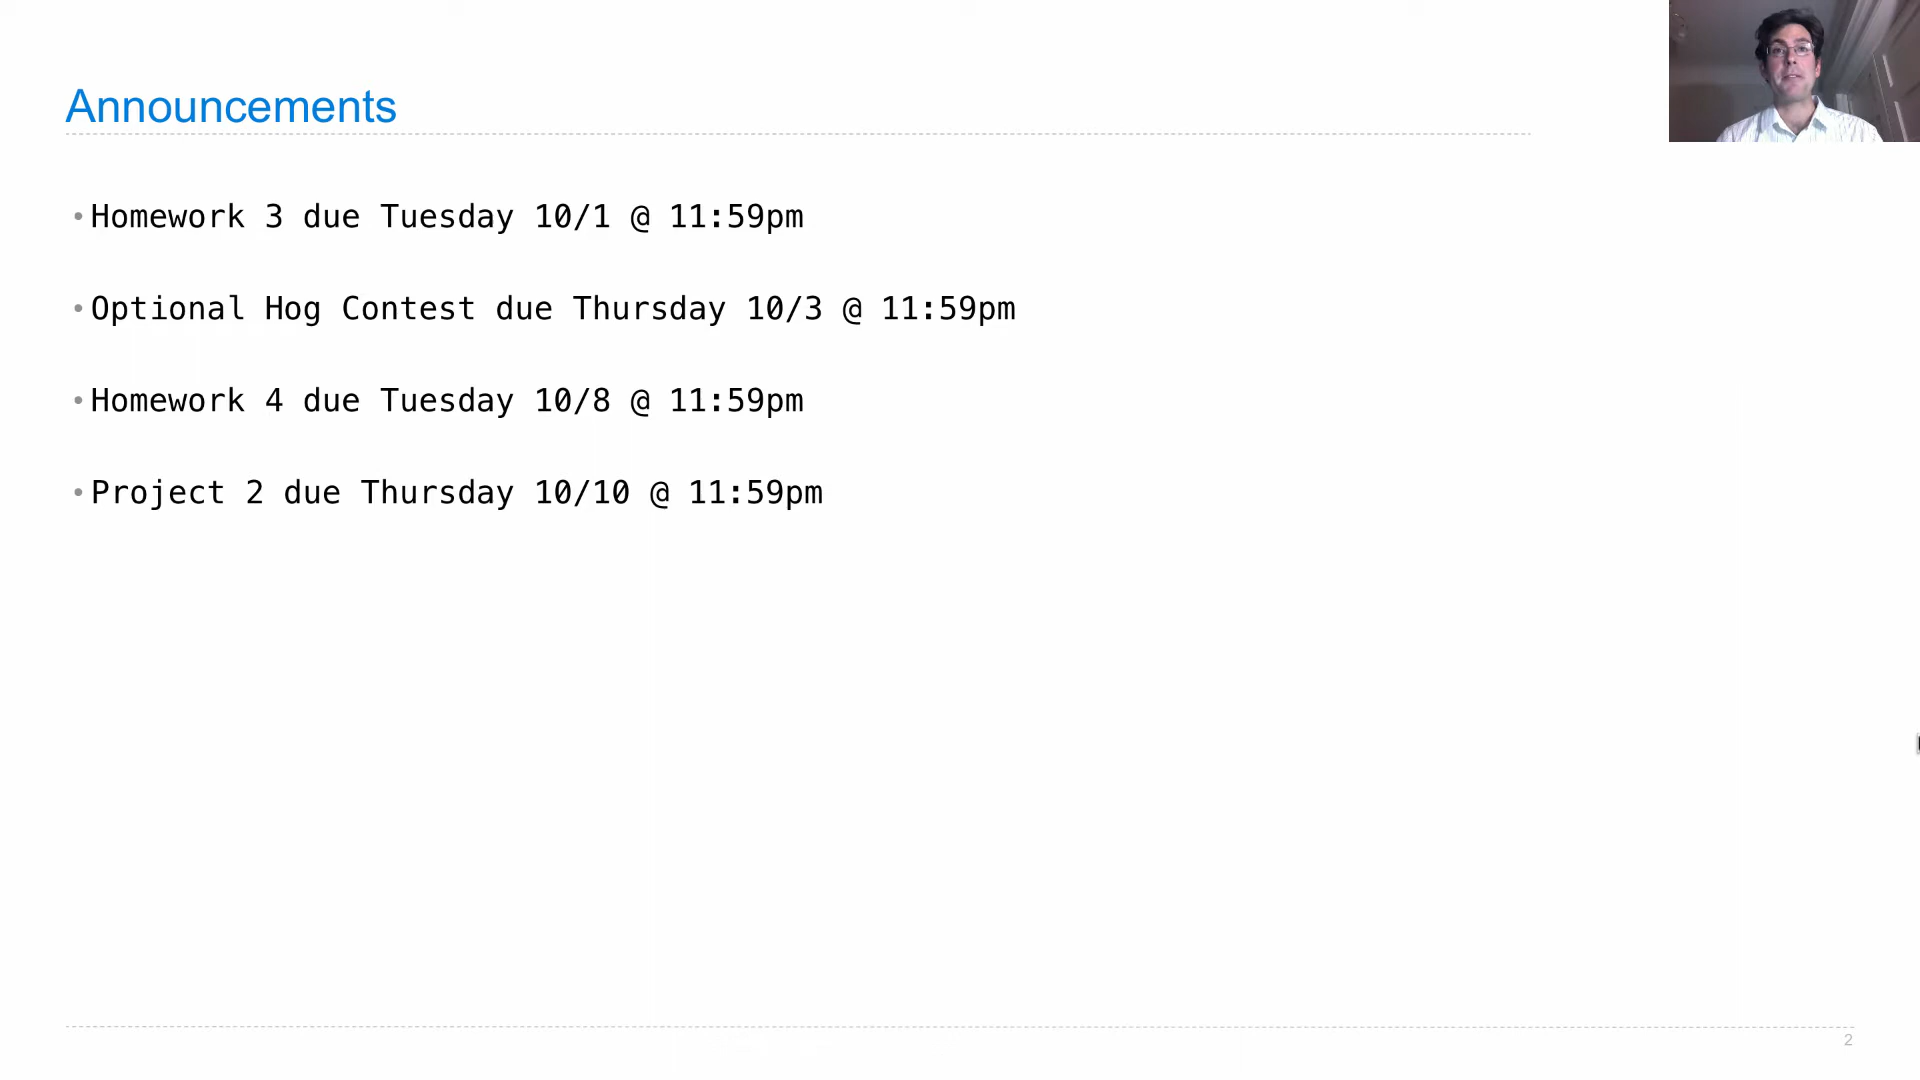 Announcements
•Homework 3 due Tuesday 10/1 @ 11:59pm
•Optional Hog Contest due Thursday 10/3 @ 11:59pm
•Homework 4 due Tuesday 10/8 @ 11:59pm
•Project 2 due Thursday 10/10 @ 11:59pm
2